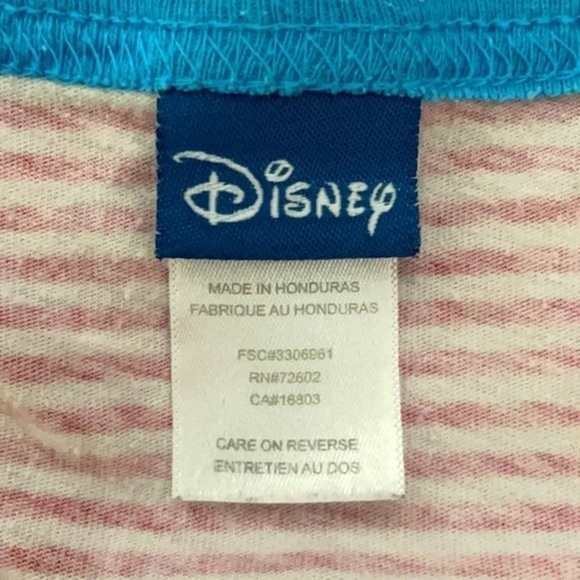 DISNEY
MADE IN HONDURAS
FABRIQUE AU HONDURAS
FSC#3306961
RN#72602
CA#16803
CARE ON REVERSE
ENTRETIEN AU DOS